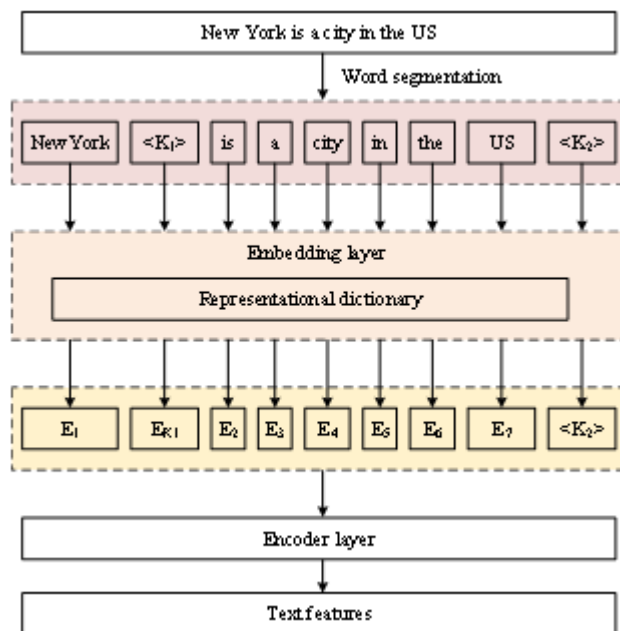 New York is a city in the US
Word segmentation
New York <K₁> is a city in the US <K₂>
Embedding layer
Representational dictionary
E₁ E_K1 E₂ E₃ E₄ E₅ E₆ E₇ <K₂>
Encoder layer
Text features